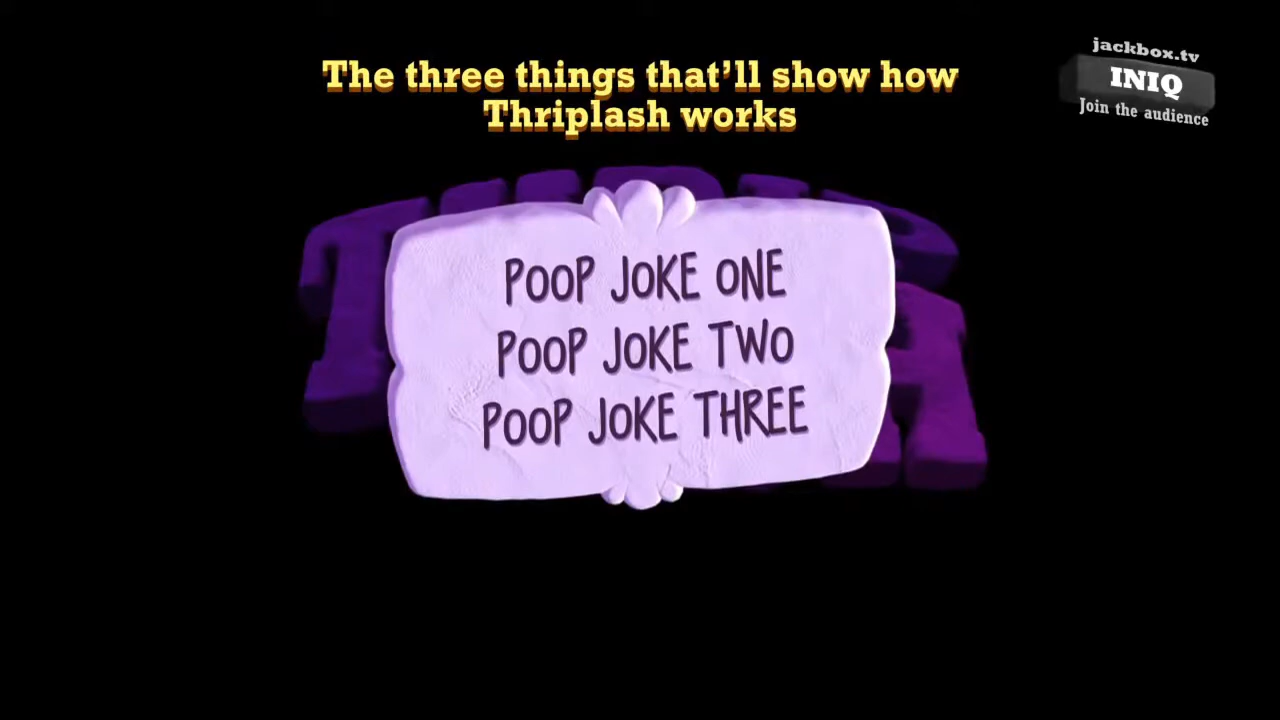 The three things that'll show how
Thriplash works
jackbox.tv
INIQ
Join the audience
POOP JOKE ONE
POOP JOKE TWO
POOP JOKE THREE